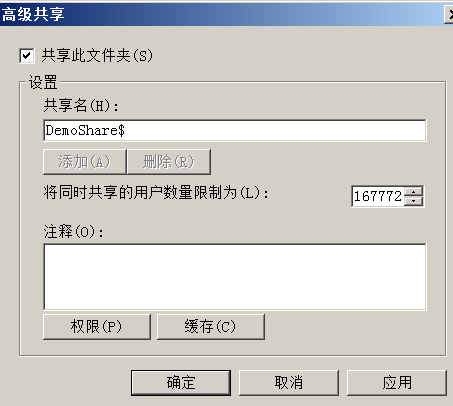 高级共享
共享此文件夹(S)
设置
共享名(H):
DemoShare$
添加(A) 删除(R)
将同时共享的用户数量限制为(L): 167772
注释(O):
权限(P) 缓存(C)
确定 取消 应用